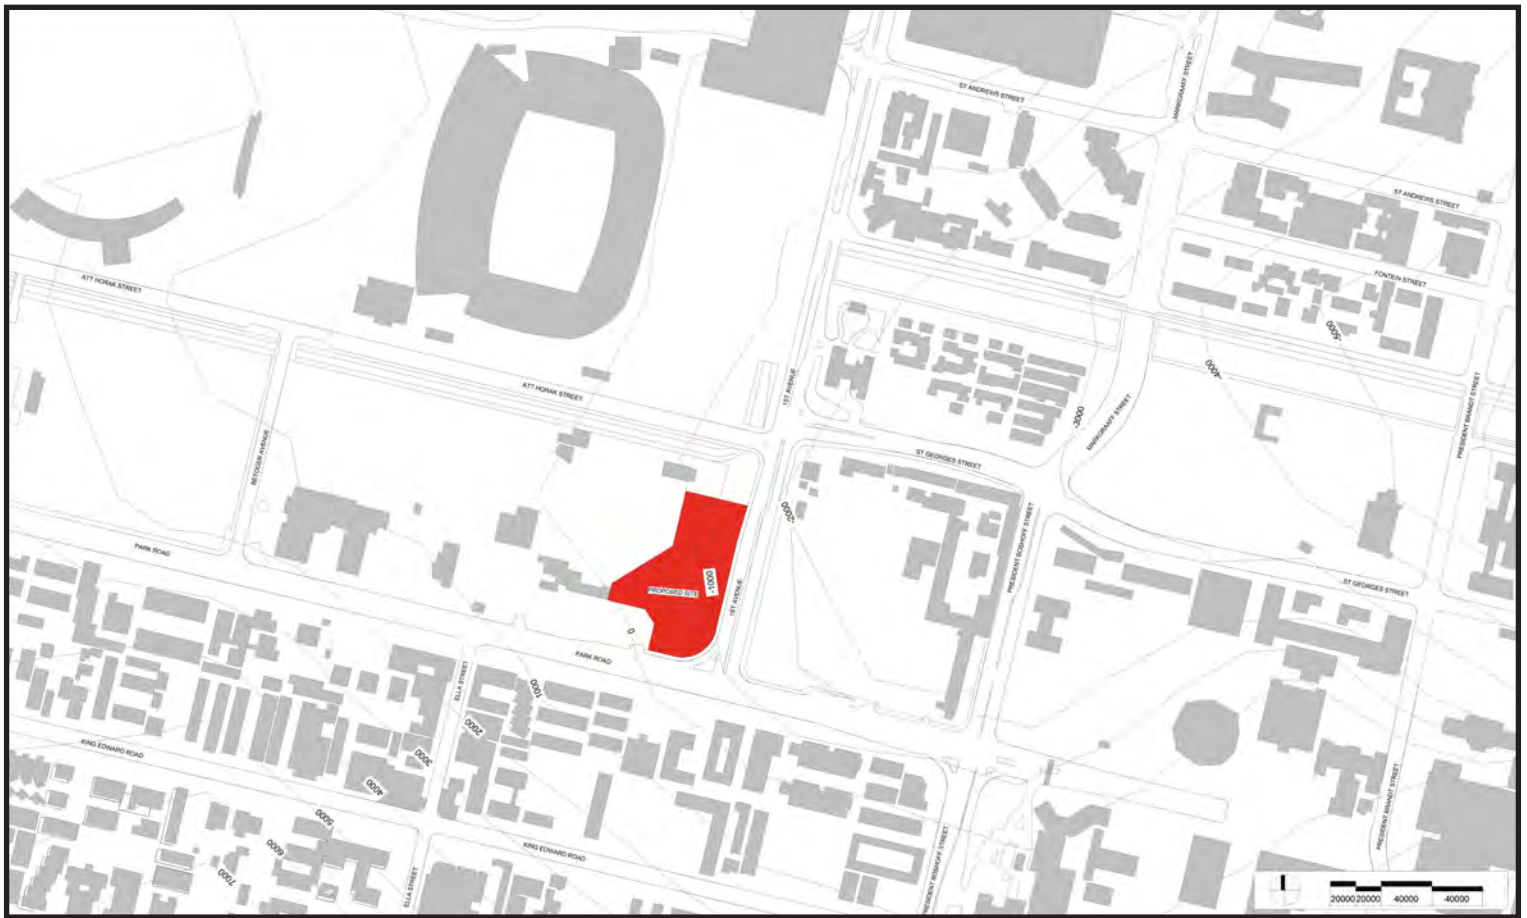 ST ANDREWS STREET
MARKGRAAFF STREET
ST ANDREWS STREET
FONTEIN STREET
ATT HORAK STREET
-5000
-4000
ATT HORAK STREET
1ST AVENUE
-3000
MARKGRAAFF STREET
PRESIDENT BRANDT STREET
BETOGER AVENUE
ST GEORGES STREET
-2000
PRESIDENT BOSHOFF STREET
PARK ROAD
-1000
PROPOSED SITE
1ST AVENUE
ST GEORGES STREET
0
PARK ROAD
ELLA STREET
1000
2000
KING EDWARD ROAD
3000
4000
5000
PRESIDENT BRANDT STREET
6000
KING EDWARD ROAD
7000
ELLA STREET
PRESIDENT BOSHOFF STREET
20000 20000 40000 40000